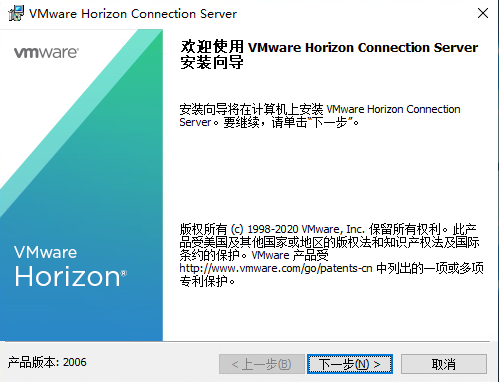 VMware Horizon Connection Server
vmware®
欢迎使用 VMware Horizon Connection Server
安装向导
安装向导将在计算机上安装 VMware Horizon Connection
Server。要继续，请单击“下一步”。
版权所有 (c) 1998-2020 VMware, Inc. 保留所有权利。此产
品受美国及其他国家或地区的版权法和知识产权法及国际
条约的保护。VMware 产品受
http://www.vmware.com/go/patents-cn 中列出的一项或多项
专利保护。
VMware
Horizon®
产品版本: 2006
< 上一步(B)
下一步(N) >
取消